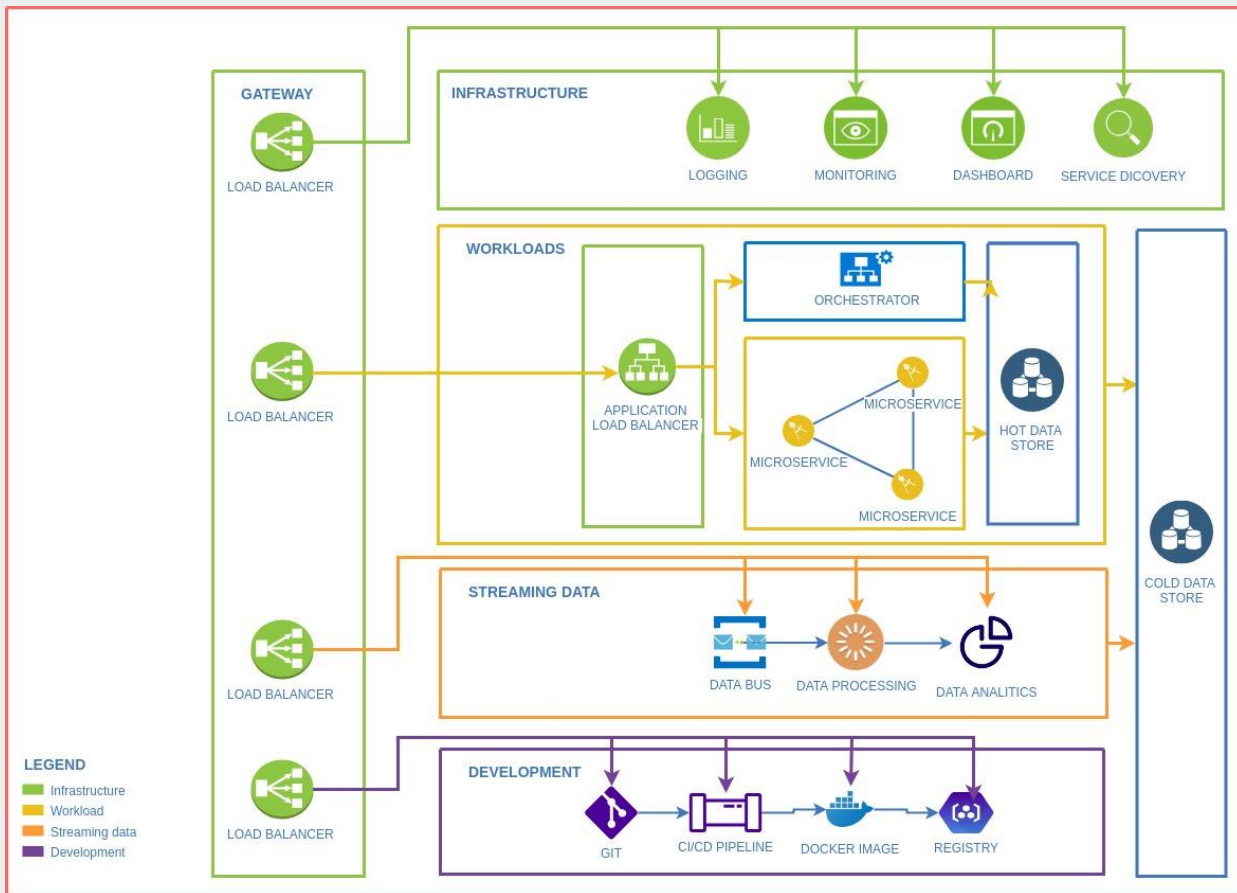 GATEWAY
LOAD BALANCER
LOAD BALANCER
LOAD BALANCER
LOAD BALANCER
INFRASTRUCTURE
LOGGING
MONITORING
DASHBOARD
SERVICE DICOVERY
WORKLOADS
APPLICATION
LOAD BALANCER
ORCHESTRATOR
MICROSERVICE
MICROSERVICE
MICROSERVICE
HOT DATA
STORE
COLD DATA
STORE
STREAMING DATA
DATA BUS
DATA PROCESSING
DATA ANALITICS
DEVELOPMENT
GIT
CI/CD PIPELINE
DOCKER IMAGE
REGISTRY
LEGEND
Infrastructure
Workload
Streaming data
Development